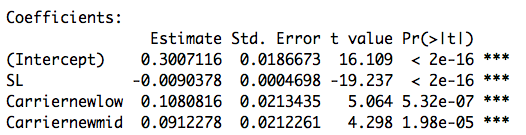 Coefficients:
Estimate Std. Error t value Pr(>|t|)
(Intercept) 0.3007116 0.0186673 16.109 < 2e-16 ***
SL -0.0090378 0.0004698 -19.237 < 2e-16 ***
Carriernewlow 0.1080816 0.0213435 5.064 5.32e-07 ***
Carriernewmid 0.0912278 0.0212261 4.298 1.98e-05 ***